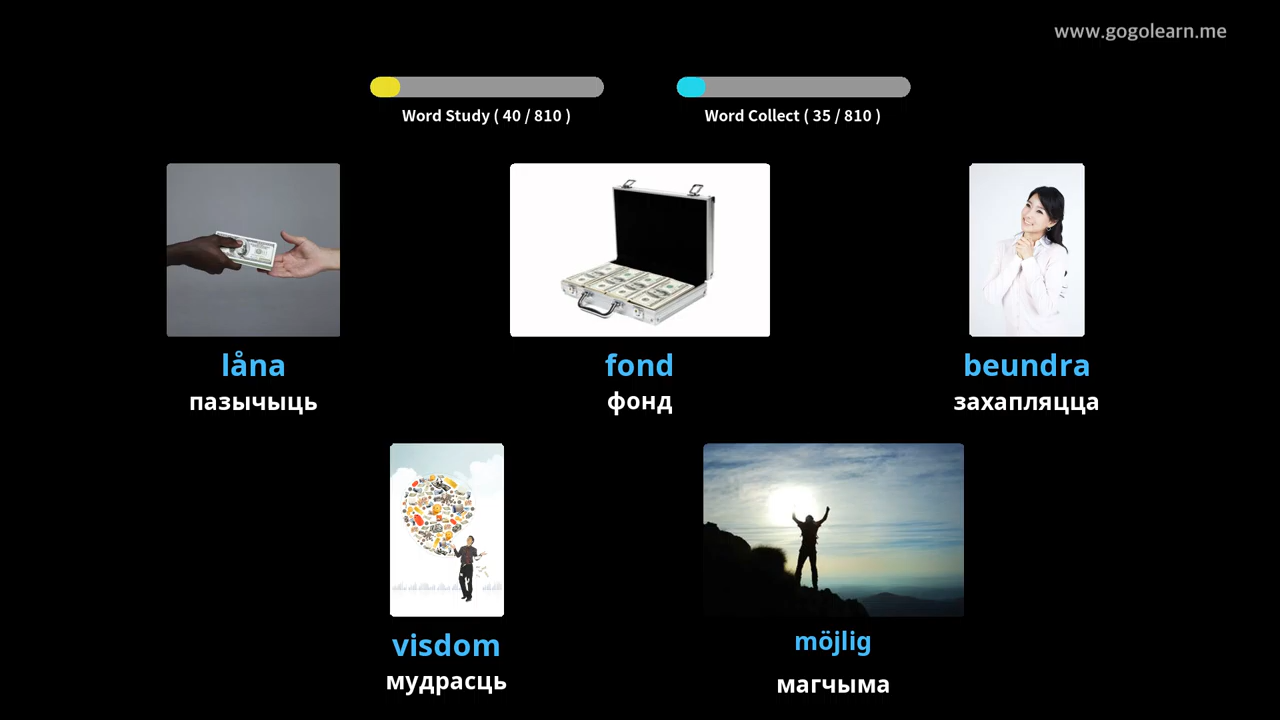 www.gogolearn.me
Word Study ( 40 / 810 )
Word Collect ( 35 / 810 )
låna
пазычыць
fond
фонд
beundra
захапляцца
visdom
мудрасць
möjlig
магчыма